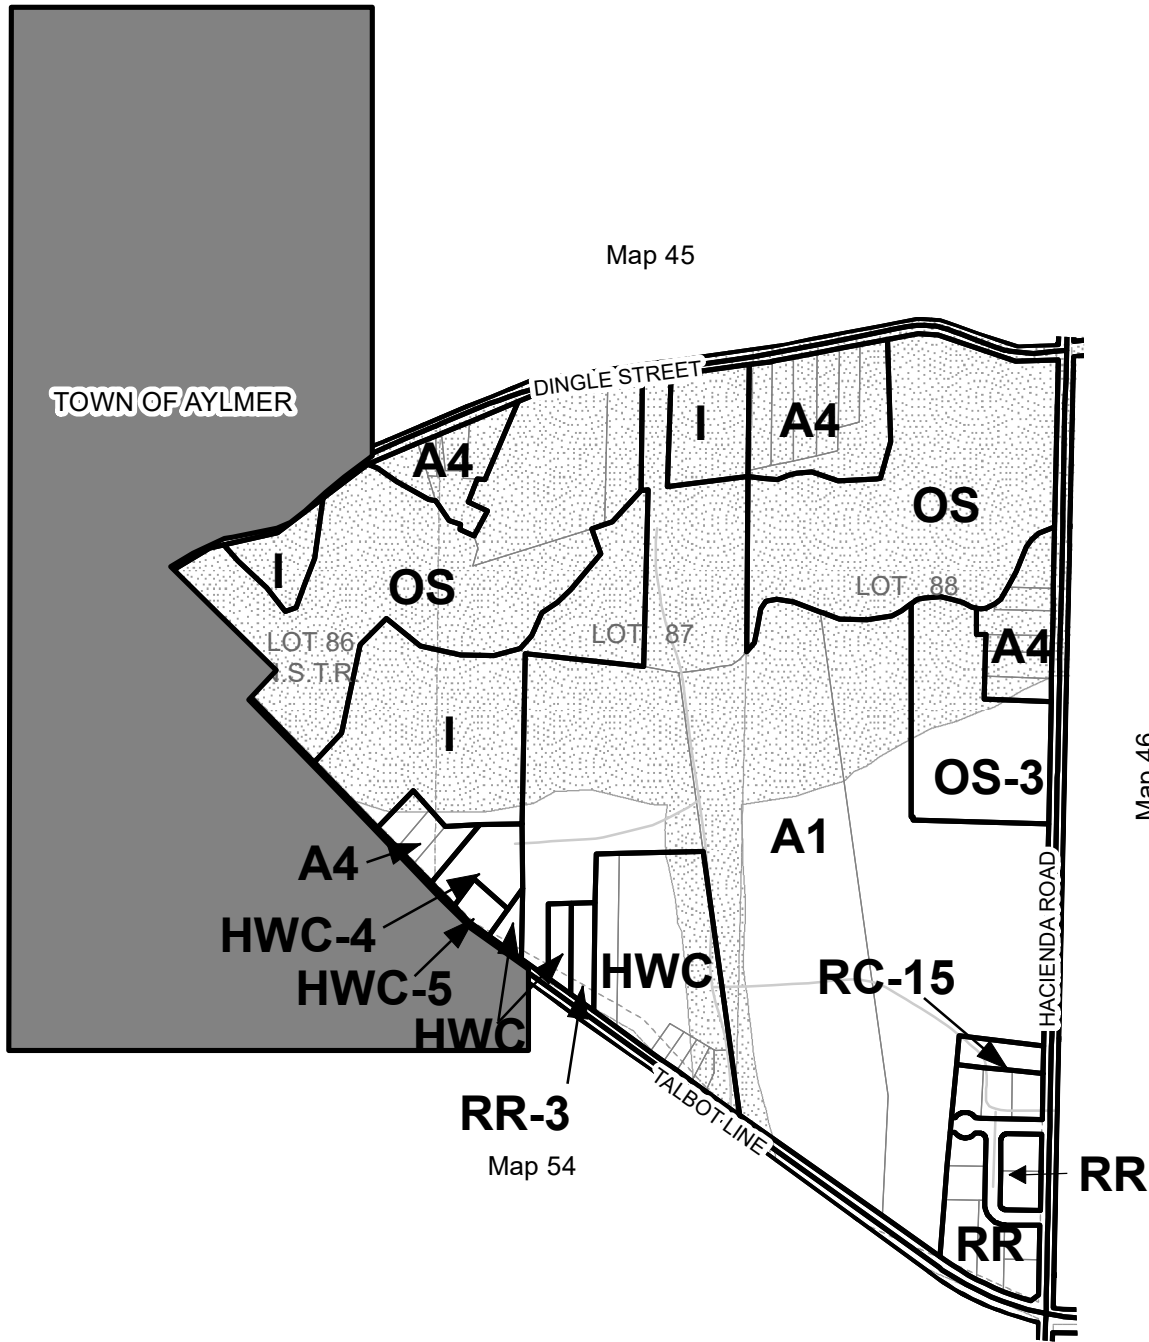 Map 45
TOWN OF AYLMER
DINGLE STREET
I
A4
A4
OS
I
OS
LOT 88
LOT 87
LOT 86
.S.T.R
A4
I
Map 46
OS-3
A1
A4
HACIENDA ROAD
HWC-4
HWC
RC-15
HWC-5
HWC
RR-3
TALBOT LINE
Map 54
RR
RR